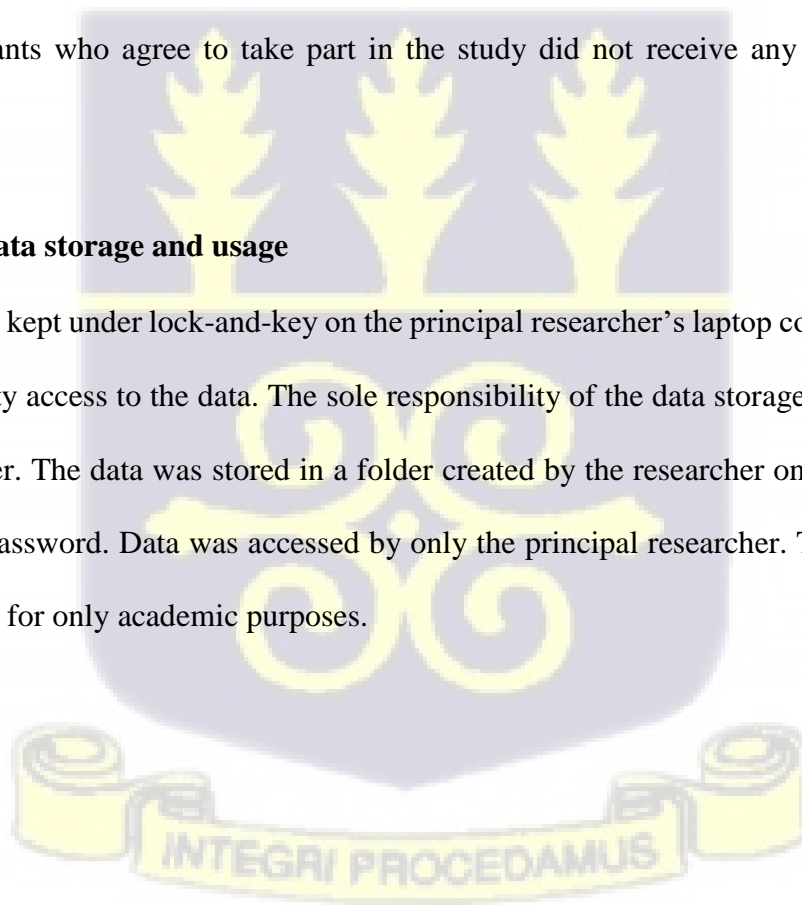 ants who agree to take part in the study did not receive any
ata storage and usage
kept under lock-and-key on the principal researcher’s laptop co
ty access to the data. The sole responsibility of the data storage
er. The data was stored in a folder created by the researcher on
assword. Data was accessed by only the principal researcher. T
for only academic purposes.
INTEGRI PROCEDAMUS